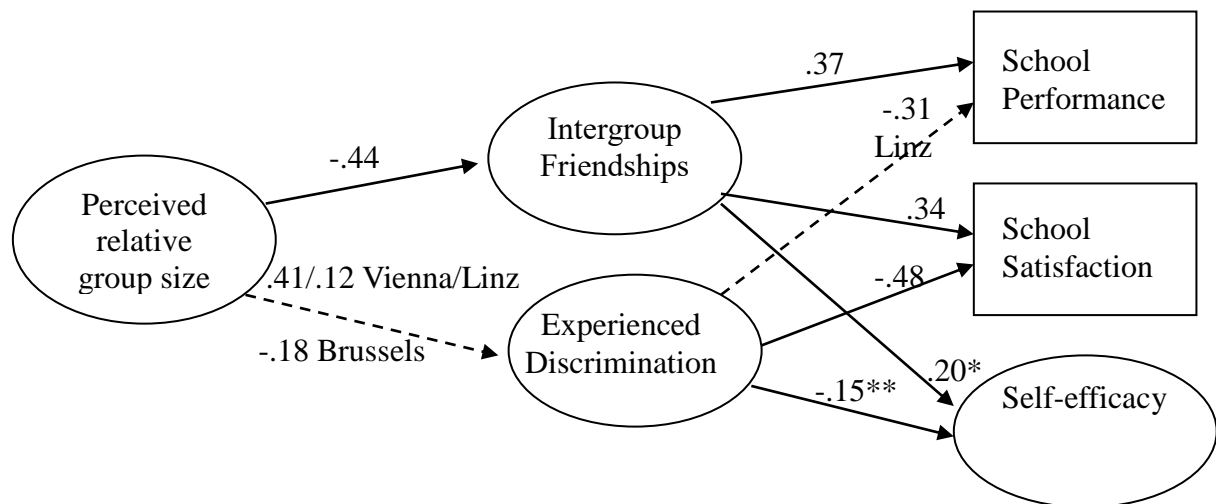 .37
School
Performance
-.31
Linz
Intergroup
Friendships
-.44
Perceived
relative
group size
.34
School
Satisfaction
.41/.12 Vienna/Linz
-.48
Experienced
Discrimination
-.18 Brussels
.20*
-.15**
Self-efficacy